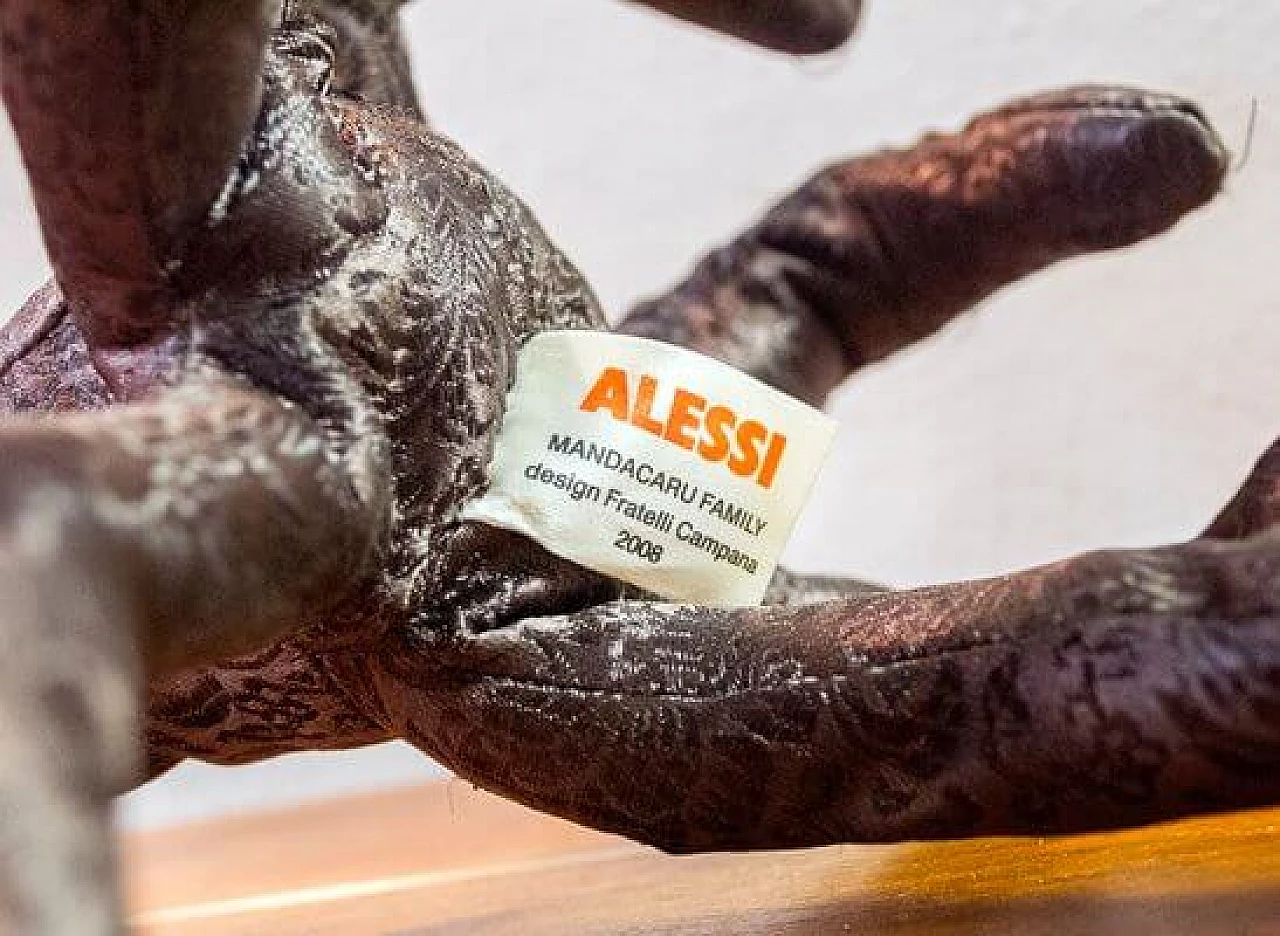 ALESSI
MANDACARU FAMILY
design Fratelli Campana
2008